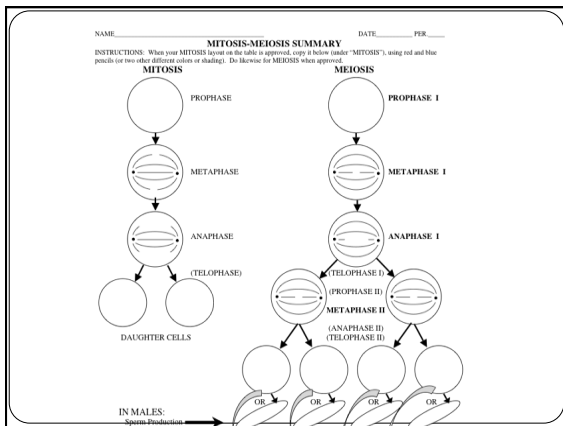 NAME____________________ DATE____________ PER.____
MITOSIS-MEIOSIS SUMMARY
INSTRUCTIONS: When your MITOSIS layout on the table is approved, copy it below (under "MITOSIS"), using red and blue
pencils (or two other different colors or shading). Do likewise for MEIOSIS when approved.
MITOSIS MEIOSIS
PROPHASE PROPHASE I
METAPHASE METAPHASE I
ANAPHASE ANAPHASE I
(TELOPHASE) (TELOPHASE I)
(PROPHASE II)
METAPHASE II
(ANAPHASE II)
DAUGHTER CELLS (TELOPHASE II)
OR OR OR OR
IN MALES:
Sperm Production